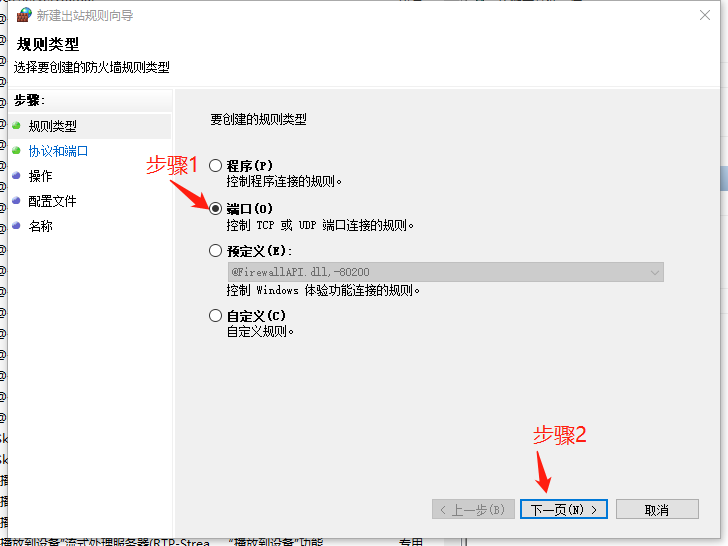 新建出站规则向导
规则类型
选择要创建的防火墙规则类型
步骤:
规则类型
协议和端口
操作
配置文件
名称
要创建的规则类型
步骤1
程序(P)
控制程序连接的规则。
端口(O)
控制 TCP 或 UDP 端口连接的规则。
预定义(E):
@FirewallAPI.dll,-80200
控制 Windows 体验功能连接的规则。
自定义(C)
自定义规则。
步骤2
< 上一步(B)
下一页(N) >
取消
播放到设备"流式处理服务器(RTP-Strea... "播放到设备"功能 专用